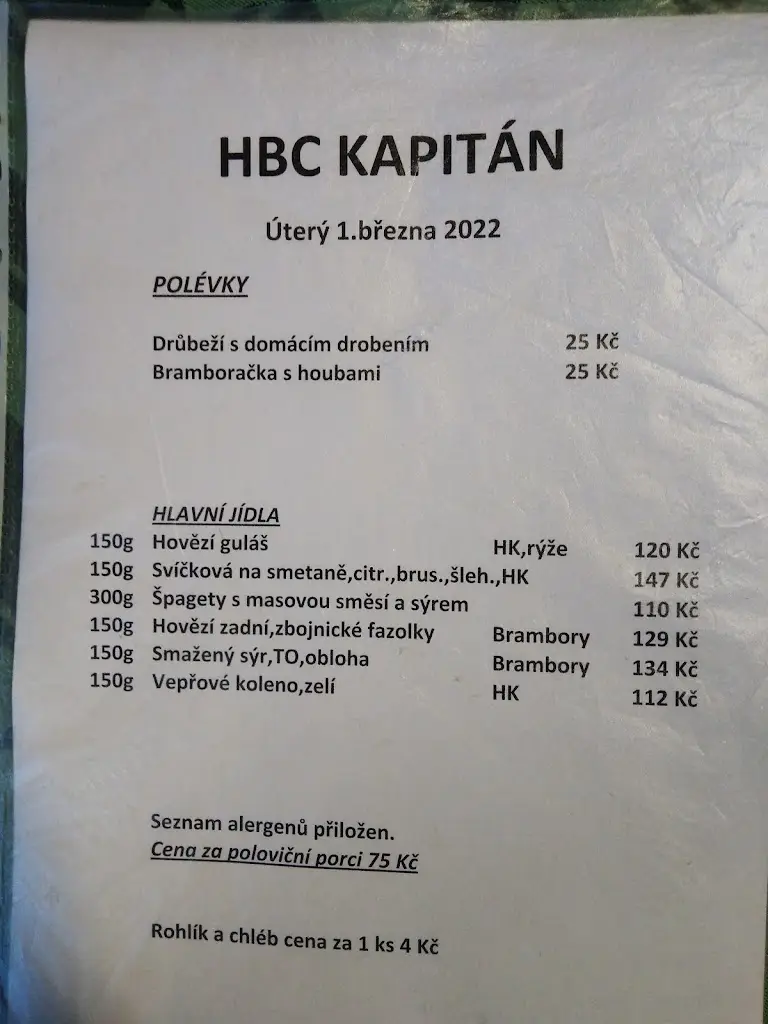 HBC KAPITÁN
Úterý 1.března 2022
POLÉVKY
Drůbeží s domácím drobením 25 Kč
Bramboračka s houbami 25 Kč
HLAVNÍ JÍDLA
150g Hovězí guláš HK,rýže 120 Kč
150g Svíčková na smetaně,citr.,brus.,šleh.,HK 147 Kč
300g Špagety s masovou směsí a sýrem 110 Kč
150g Hovězí zadní,zbojnické fazolky Brambory 129 Kč
150g Smažený sýr,TO,obloha Brambory 134 Kč
150g Vepřové koleno,zelí HK 112 Kč
Seznam alergenů přiložen.
Cena za poloviční porci 75 Kč
Rohlík a chléb cena za 1 ks 4 Kč